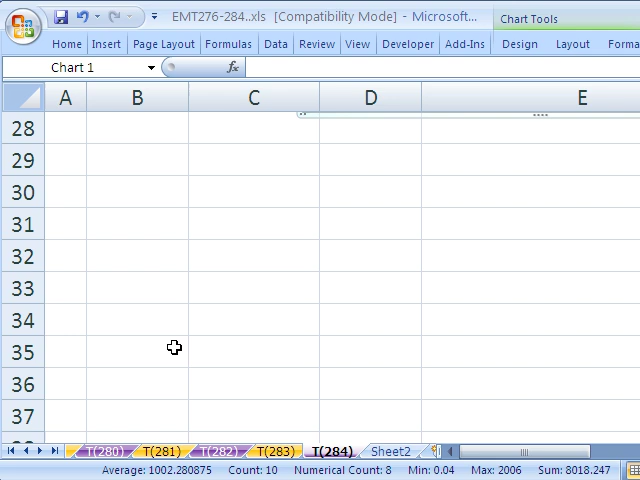 EMT276-284..xls [Compatibility Mode] - Microsoft...
Chart Tools
Home Insert Page Layout Formulas Data Review View Developer Add-Ins Design Layout
Chart 1 fx
A B C D E
28
29
30
31
32
33
34
35
36
37
T(280) T(281) T(282) T(283) T(284) Sheet2
Average: 1002.280875 Count: 10 Numerical Count: 8 Min: 0.04 Max: 2006 Sum: 8018.247